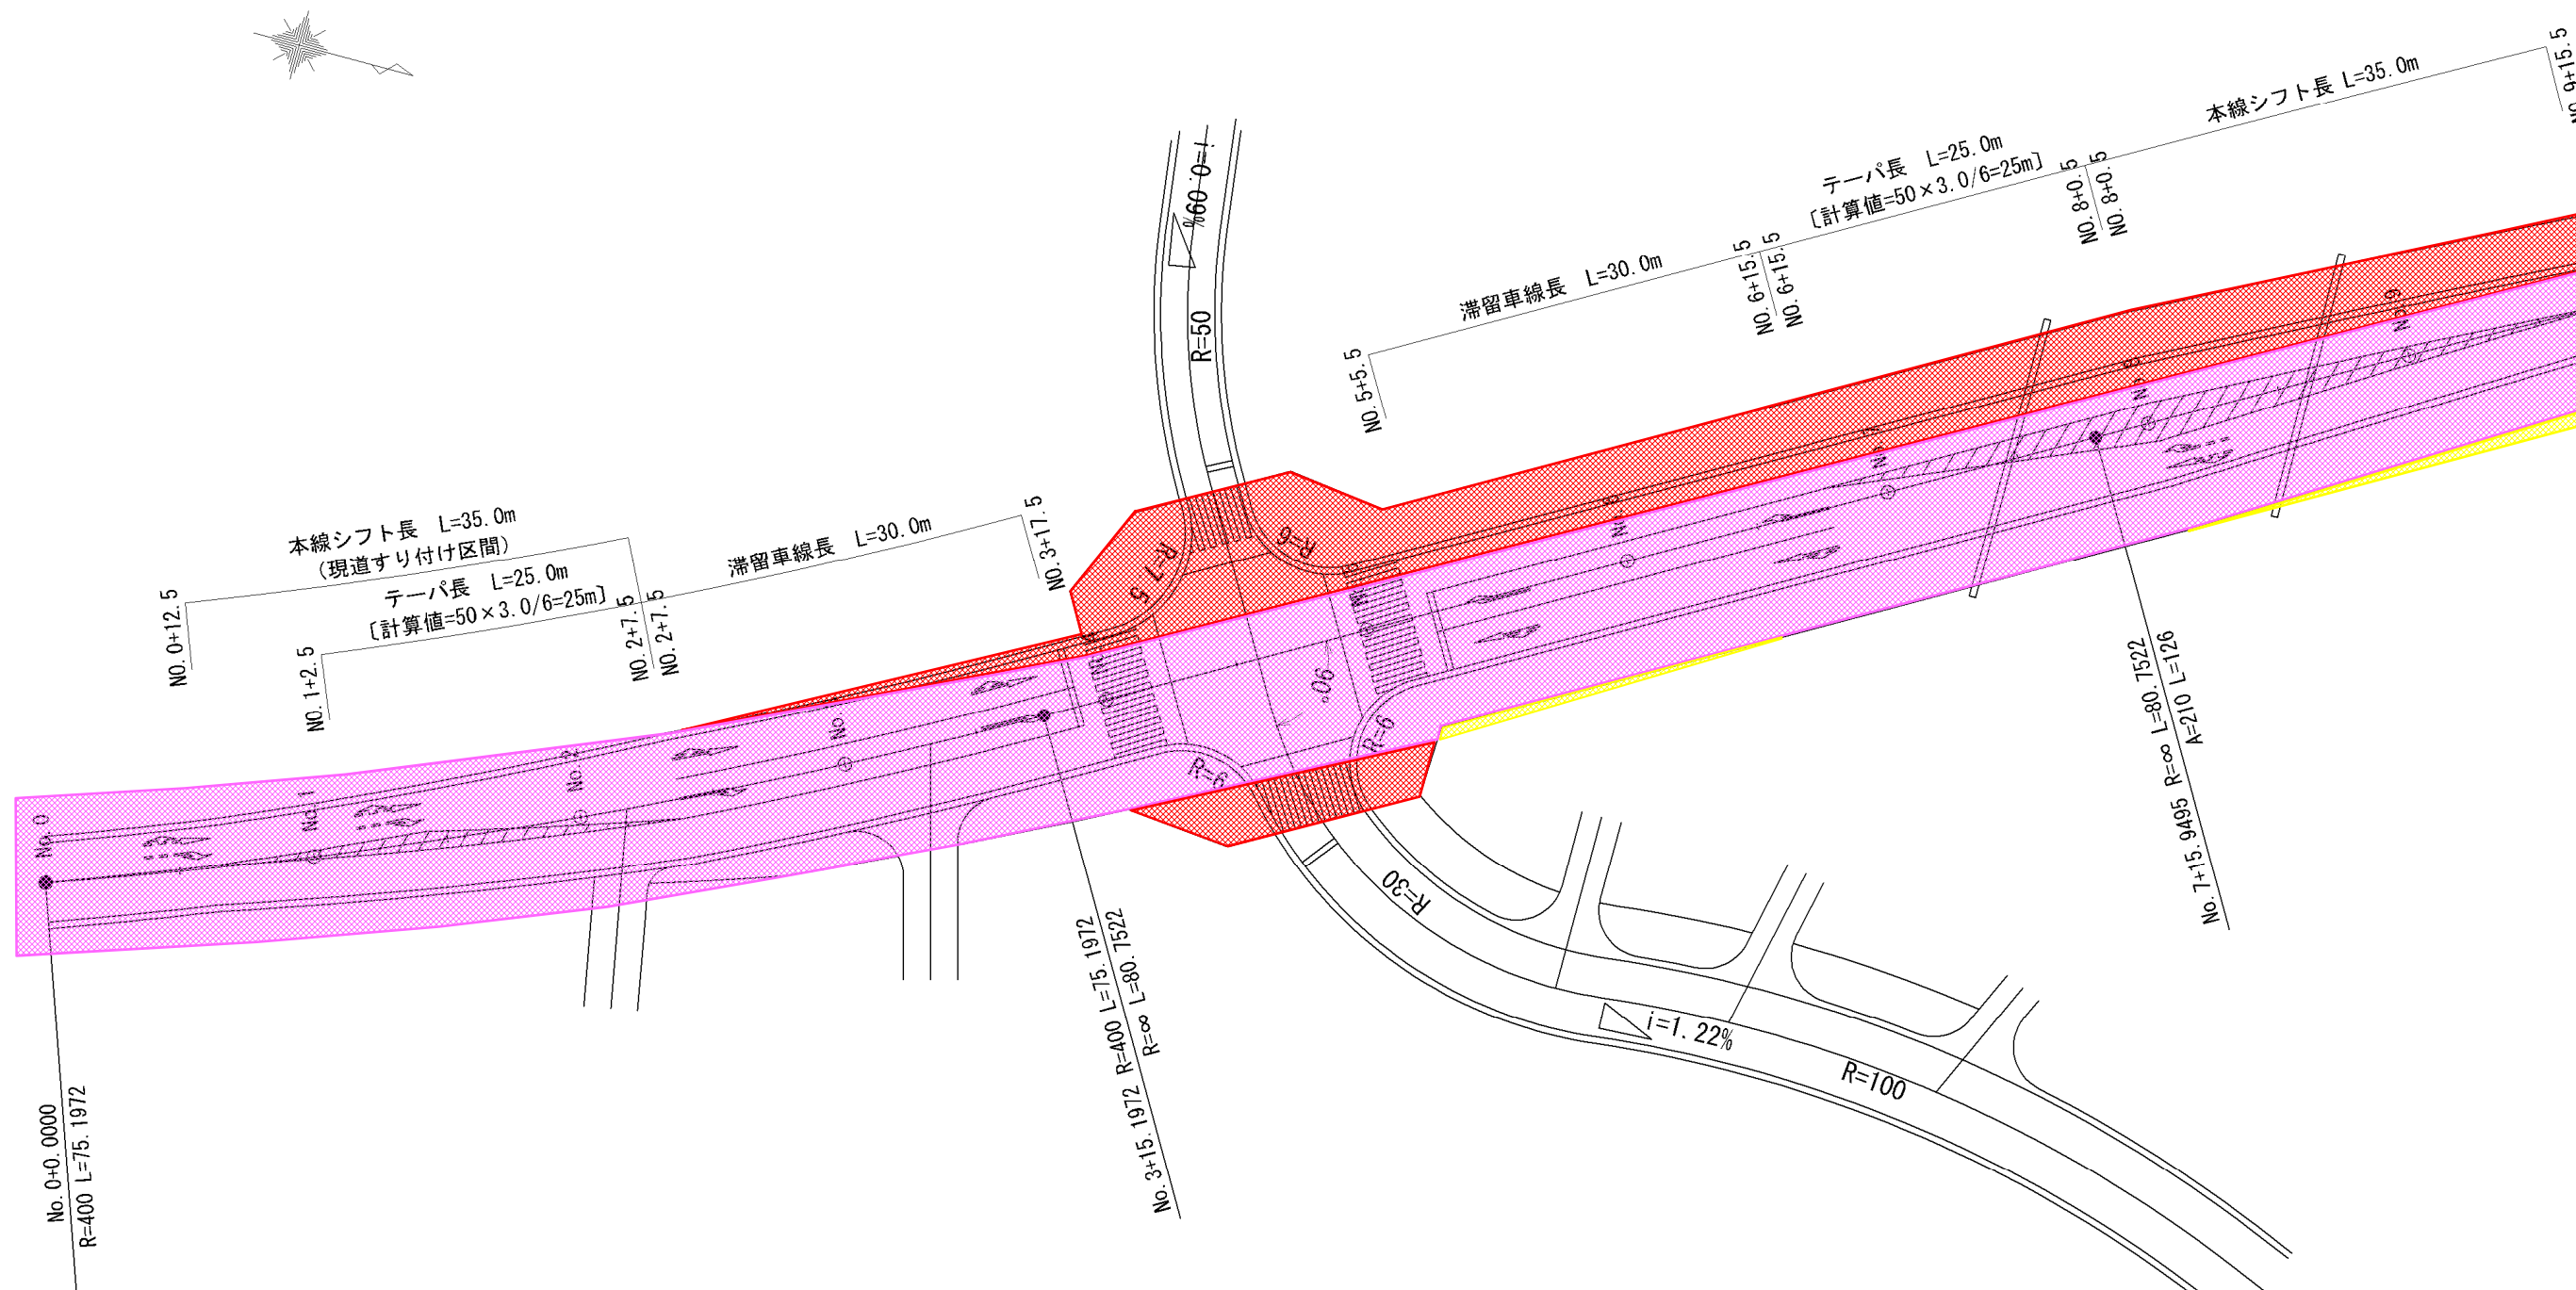 本線シフト長 L=35.0m
(現道すり付け区間)
テーパ長 L=25.0m
〔計算値=50×3.0/6=25m〕
滞留車線長 L=30.0m
NO.0+12.5
NO.1+2.5
NO.2+7.5
NO.2+7.5
NO.3+17.5
i=0.09%
R=50
滞留車線長 L=30.0m
テーパ長 L=25.0m
〔計算値=50×3.0/6=25m〕
本線シフト長 L=35.0m
NO.5+5.5
NO.6+15.5
NO.6+15.5
NO.8+0.5
NO.8+0.5
NO.9+15.5
R=7.5
R=6
R=6
R=6
90°
No.0
No.1
No.2
No.
No.6
No.7
No.8
No.9
R=30
i=1.22%
R=100
No.0+0.0000
R=400 L=75.1972
No.3+15.1972 R=400 L=75.1972
R=∞ L=80.7522
No.7+15.9495 R=∞ L=80.7522
A=210 L=126